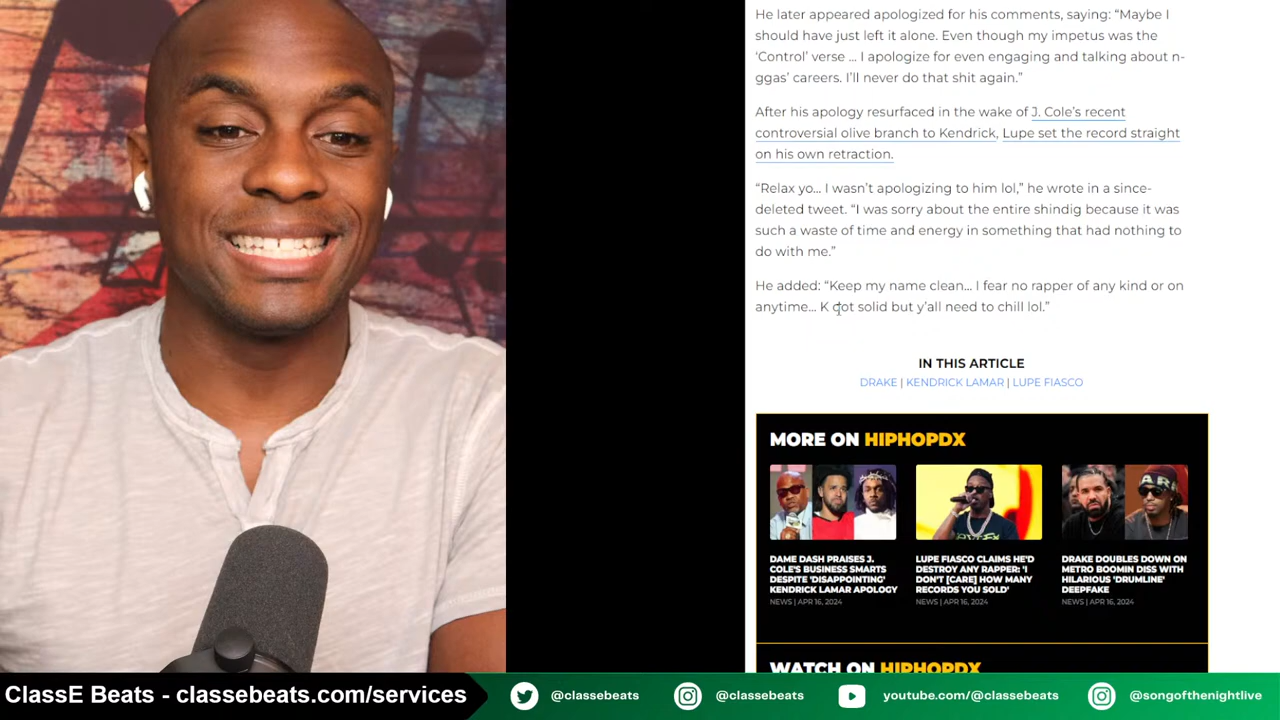 He later appeared apologized for his comments, saying: “Maybe I
should have just left it alone. Even though my impetus was the
‘Control’ verse … I apologize for even engaging and talking about n-
ggas’ careers. I’ll never do that shit again.”
After his apology resurfaced in the wake of J. Cole’s recent
controversial olive branch to Kendrick, Lupe set the record straight
on his own retraction.
“Relax yo… I wasn’t apologizing to him lol,” he wrote in a since-
deleted tweet. “I was sorry about the entire shindig because it was
such a waste of time and energy in something that had nothing to
do with me.”
He added: “Keep my name clean… I fear no rapper of any kind or on
anytime… K got solid but y’all need to chill lol.”
IN THIS ARTICLE
DRAKE | KENDRICK LAMAR | LUPE FIASCO
MORE ON HIPHOPDX
DAME DASH PRAISES J.
COLE'S BUSINESS SMARTS
DESPITE 'DISAPPOINTING'
KENDRICK LAMAR APOLOGY
NEWS | APR 16, 2024
LUPE FIASCO CLAIMS HE'D
DESTROY ANY RAPPER: 'I
DON'T [CARE] HOW MANY
RECORDS YOU SOLD'
NEWS | APR 16, 2024
DRAKE DOUBLES DOWN ON
METRO BOOMIN DISS WITH
HILARIOUS 'DRUMLINE'
DEEPFAKE
NEWS | APR 16, 2024
WATCH ON HIPHOPDX
ClassE Beats - classebeats.com/services
@classebeats
@classebeats
youtube.com/@classebeats
@songofthenightlive